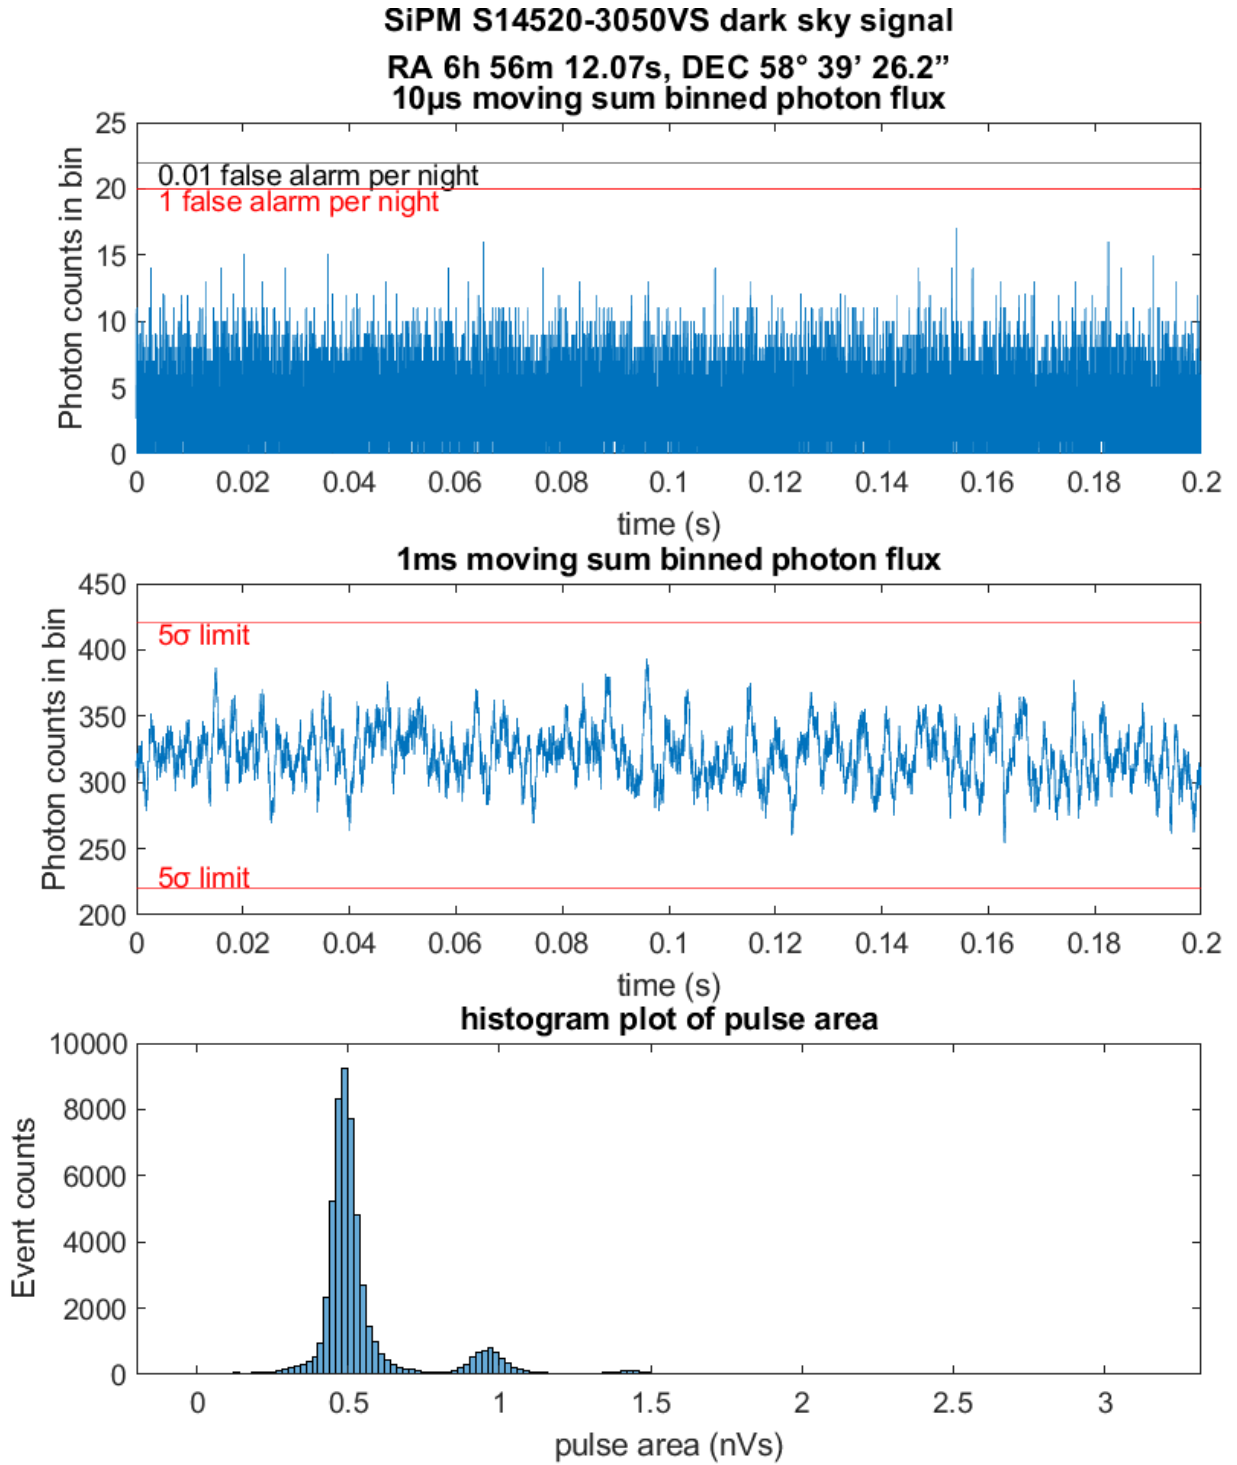 SiPM S14520-3050VS dark sky signal
RA 6h 56m 12.07s, DEC 58° 39’ 26.2”
10µs moving sum binned photon flux
25
20
15
10
5
0
Photon counts in bin
0.01 false alarm per night
1 false alarm per night
0 0.02 0.04 0.06 0.08 0.1 0.12 0.14 0.16 0.18 0.2
time (s)
1ms moving sum binned photon flux
450
400
350
300
250
200
Photon counts in bin
5σ limit
5σ limit
0 0.02 0.04 0.06 0.08 0.1 0.12 0.14 0.16 0.18 0.2
time (s)
histogram plot of pulse area
10000
8000
6000
4000
2000
0
Event counts
0 0.5 1 1.5 2 2.5 3
pulse area (nVs)